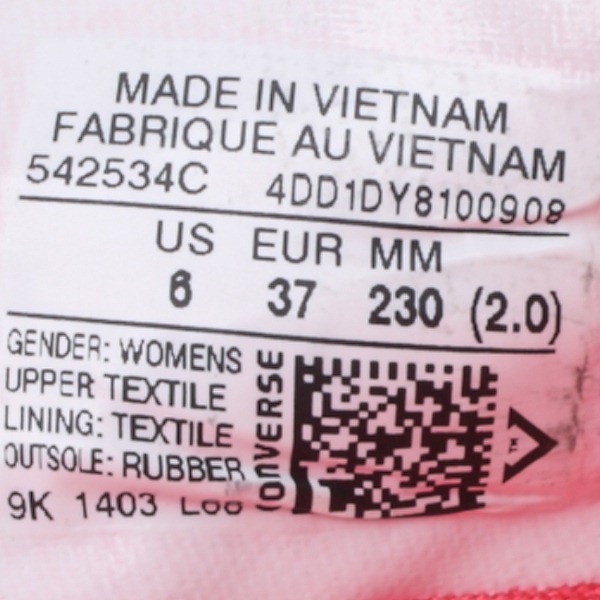 MADE IN VIETNAM
FABRIQUE AU VIETNAM
542534C 4DD1DY8100908
US EUR MM
6 37 230 (2.0)
GENDER: WOMENS
UPPER TEXTILE
LINING: TEXTILE
OUTSOLE: RUBBER
9K 1403
CONVERSE
TM